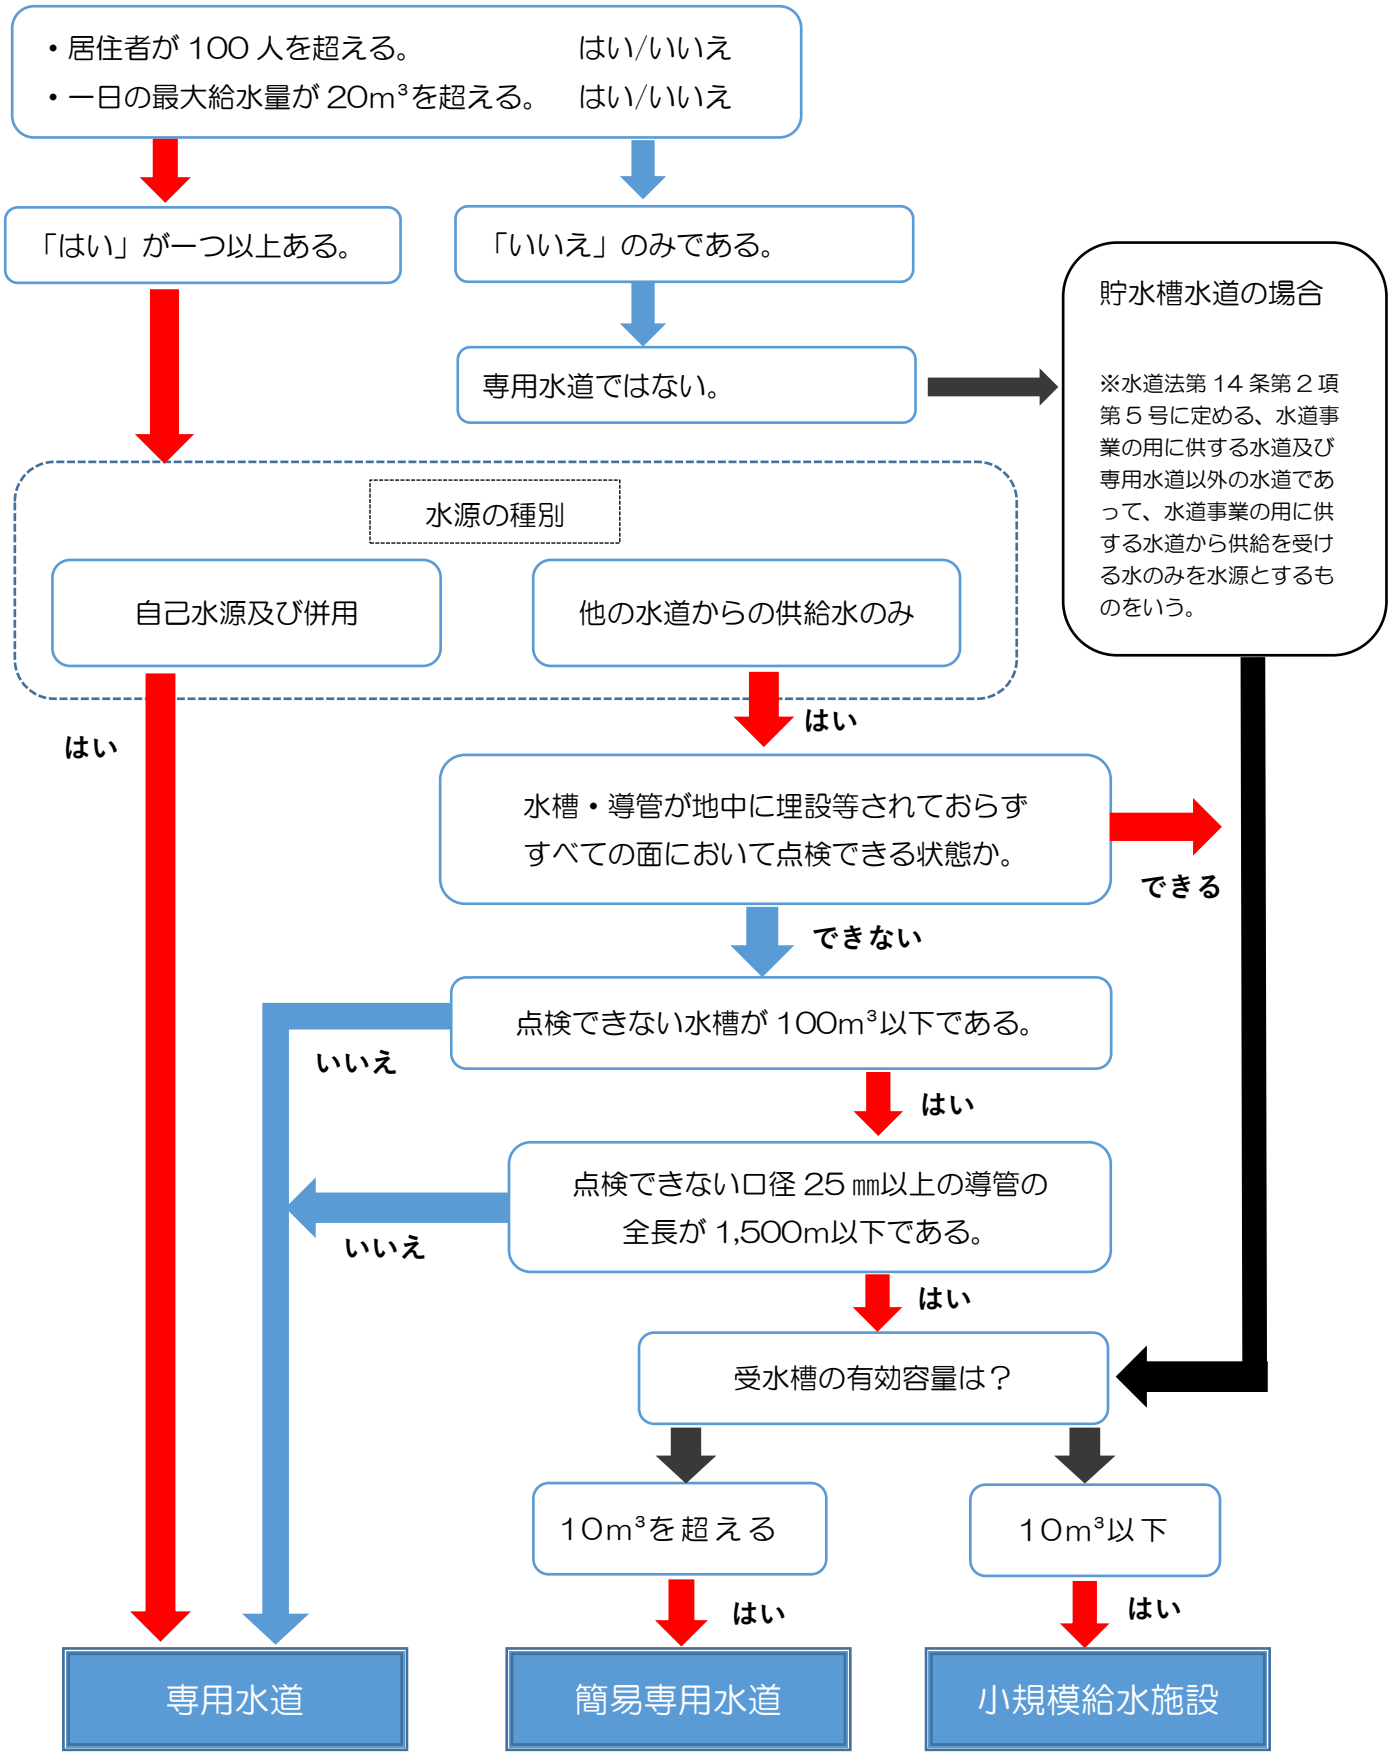 ・居住者が 100 人を超える。 はい/いいえ
・一日の最大給水量が 20m³を超える。 はい/いいえ
「はい」が一つ以上ある。
「いいえ」のみである。
専用水道ではない。
貯水槽水道の場合
※水道法第 14 条第 2 項
第 5 号に定める、水道事
業の用に供する水道及び
専用水道以外の水道であ
って、水道事業の用に供
する水道から供給を受け
る水のみを水源とするも
のをいう。
水源の種別
自己水源及び併用
他の水道からの供給水のみ
はい
はい
水槽・導管が地中に埋設等されておらず
すべての面において点検できる状態か。
できる
できない
点検できない水槽が 100m³以下である。
いいえ
はい
点検できない口径 25 ㎜以上の導管の
全長が 1,500m以下である。
いいえ
はい
受水槽の有効容量は？
10m³を超える
10m³以下
はい
はい
専用水道
簡易専用水道
小規模給水施設